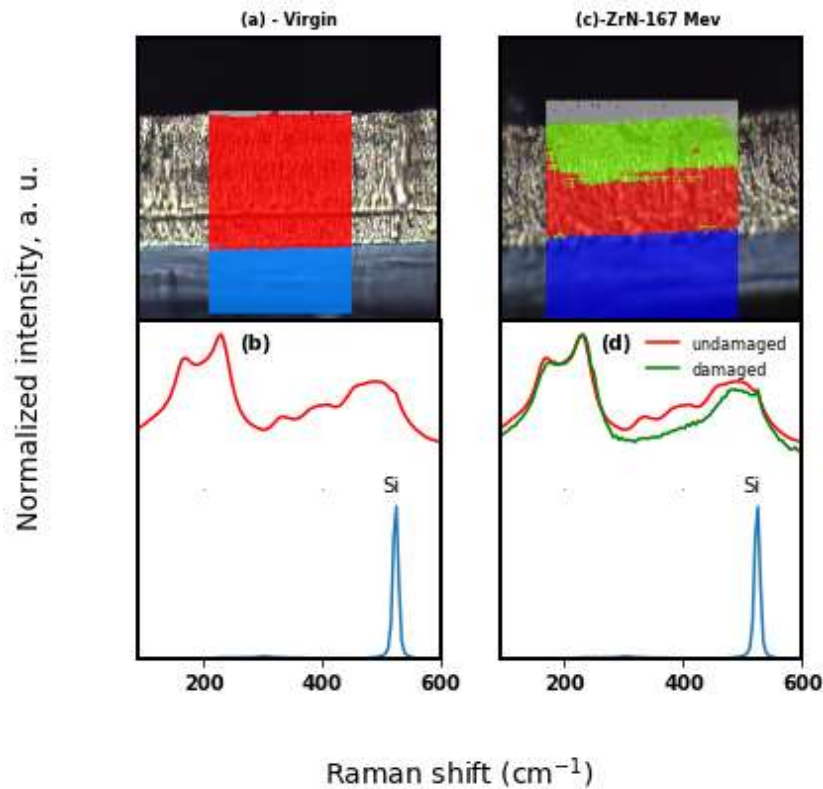 (a) - Virgin
(c)-ZrN-167 Mev
Normalized intensity, a. u.
(b)
(d)
undamaged
damaged
Si
Si
200
400
600
200
400
600
Raman shift (cm⁻¹)